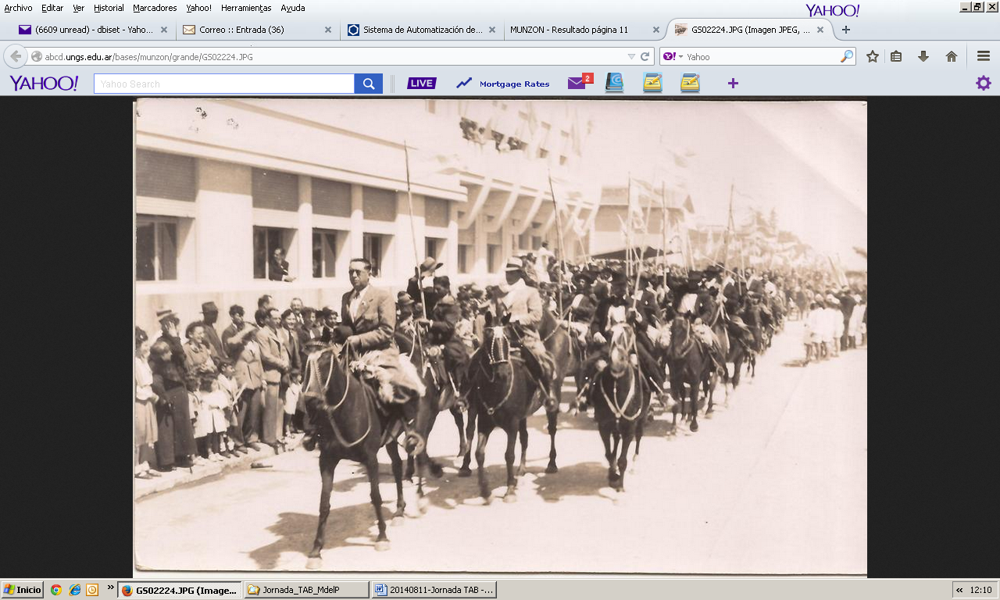 Archivo Editar Ver Historial Marcadores Yahoo! Herramientas Ayuda
YAHOO!
(6609 unread) - dbiset - Yaho...
Correo :: Entrada (36)
Sistema de Automatización de...
MUNZON - Resultado página 11
GS02224.JPG (Imagen JPEG, ...
abcd.ungs.edu.ar/bases/munzon/grande/GS02224.JPG
Yahoo
YAHOO!
Yahoo Search
LIVE
Mortgage Rates
2
Inicio
GS02224.JPG (Image...
Jornada_TAB_MdelP
20140811-Jornada TAB -...
12:10